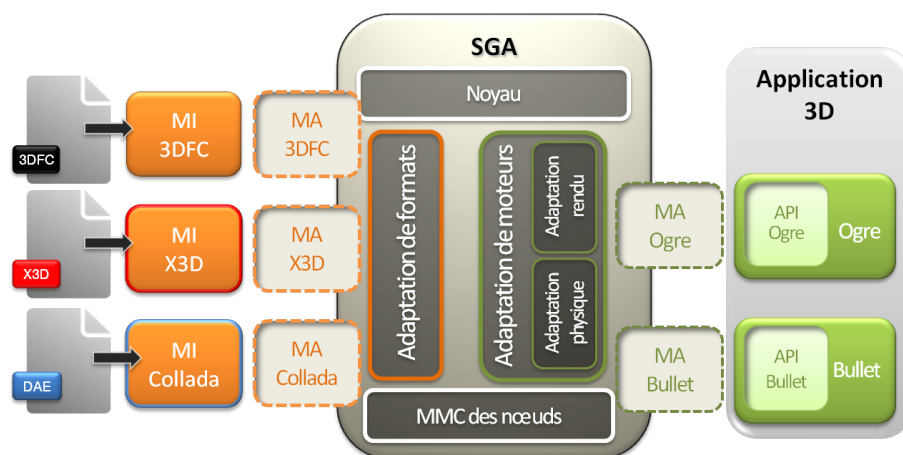 SGA
Noyau
Application
3D
3DFC
MI
3DFC
MA
3DFC
X3D
MI
X3D
MA
X3D
DAE
MI
Collada
MA
Collada
Adaptation de formats
Adaptation de moteurs
Adaptation
rendu
Adaptation
physique
MMC des nœuds
MA
Ogre
API
Ogre
Ogre
MA
Bullet
API
Bullet
Bullet